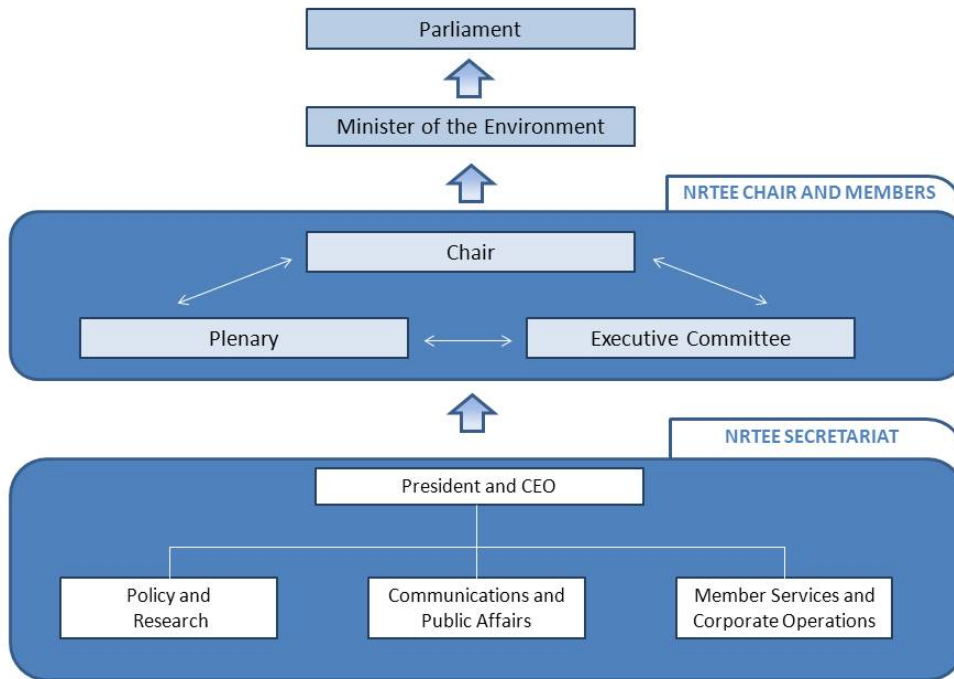 Parliament
Minister of the Environment
NRTEE CHAIR AND MEMBERS
Chair
Plenary
Executive Committee
NRTEE SECRETARIAT
President and CEO
Policy and
Research
Communications and
Public Affairs
Member Services and
Corporate Operations